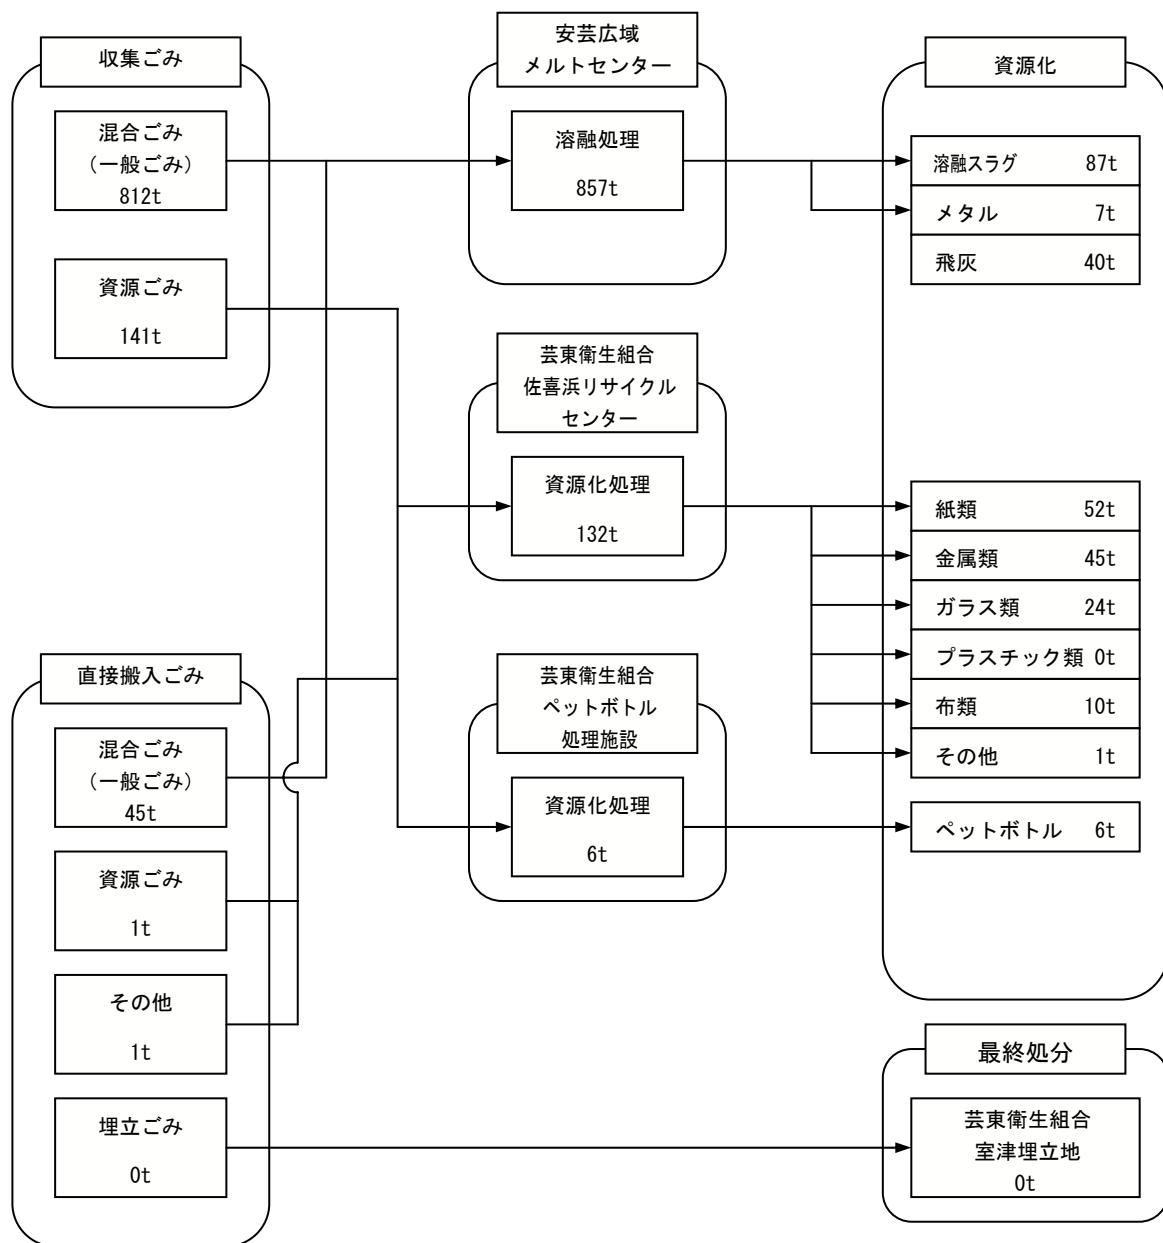 収集ごみ
混合ごみ
（一般ごみ）
812t
資源ごみ
141t
直接搬入ごみ
混合ごみ
（一般ごみ）
45t
資源ごみ
1t
その他
1t
埋立ごみ
0t
安芸広域
メルトセンター
溶融処理
857t
芸東衛生組合
佐喜浜リサイクル
センター
資源化処理
132t
芸東衛生組合
ペットボトル
処理施設
資源化処理
6t
資源化
溶融スラグ 87t
メタル 7t
飛灰 40t
紙類 52t
金属類 45t
ガラス類 24t
プラスチック類 0t
布類 10t
その他 1t
ペットボトル 6t
最終処分
芸東衛生組合
室津埋立地
0t